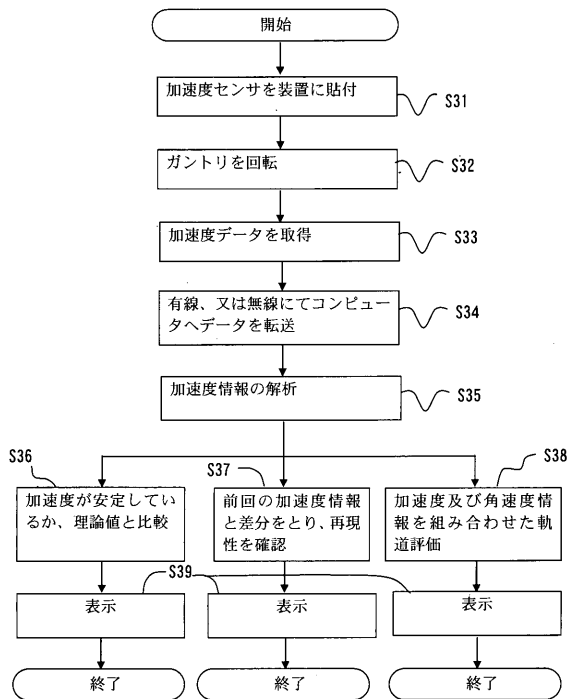 開始
加速度センサを装置に貼付
S31
ガントリを回転
S32
加速度データを取得
S33
有線、又は無線にてコンピュー
タへデータを転送
S34
加速度情報の解析
S35
S36
加速度が安定してい
るか、理論値と比較
S37
前回の加速度情報
と差分をとり、再現
性を確認
S38
加速度及び角速度情
報を組み合わせた軌
道評価
S39
表示
表示
表示
終了
終了
終了